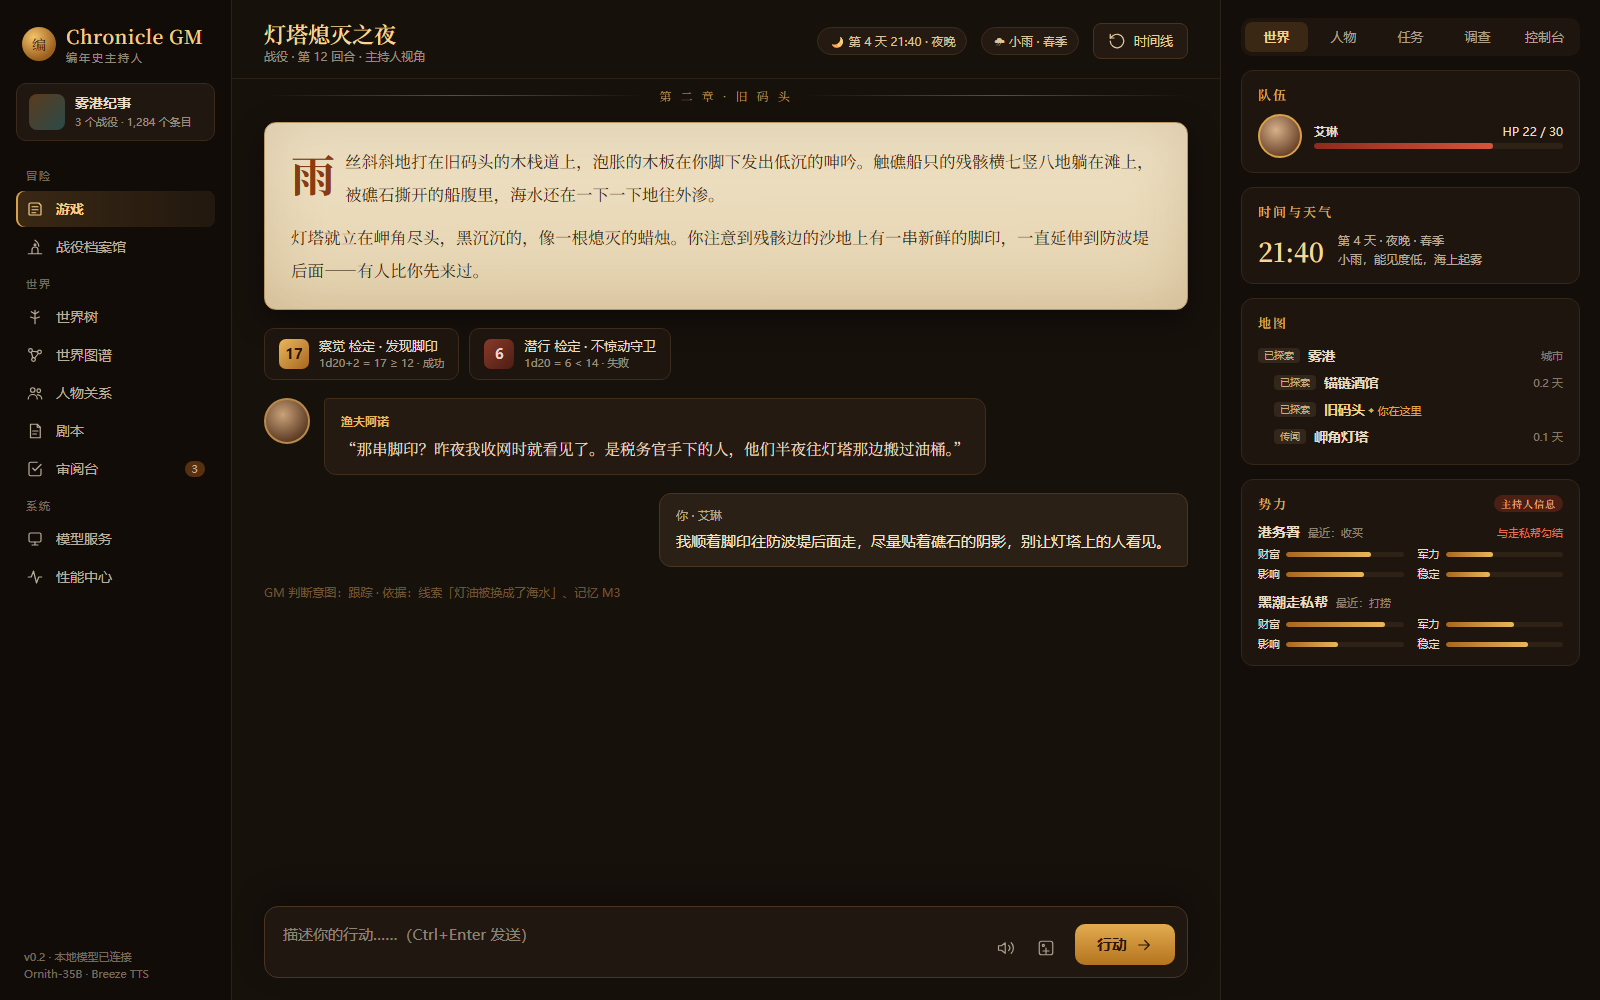 编
Chronicle GM
编年史主持人
雾港纪事
3 个战役 · 1,284 个条目
冒险
游戏
战役档案馆
世界
世界树
世界图谱
人物关系
剧本
审阅台
3
系统
模型服务
性能中心
v0.2 · 本地模型已连接
Ornith-35B · Breeze TTS
灯塔熄灭之夜
战役 · 第 12 回合 · 主持人视角
第 4 天 21:40 · 夜晚
小雨 · 春季
时间线
第二章 · 旧码头
雨丝斜斜地打在旧码头的木栈道上，泡胀的木板在你脚下发出低沉的呻吟。触礁船只的残骸横七竖八地躺在滩上，
被礁石撕开的船腹里，海水还在一下一下地往外渗。
灯塔就立在岬角尽头，黑沉沉的，像一根熄灭的蜡烛。你注意到残骸边的沙地上有一串新鲜的脚印，一直延伸到防波堤
后面——有人比你先来过。
17
察觉 检定 · 发现脚印
1d20+2 = 17 ≥ 12 · 成功
6
潜行 检定 · 不惊动守卫
1d20 = 6 < 14 · 失败
渔夫阿诺
“那串脚印？昨夜我收网时就看见了。是税务官手下的人，他们半夜往灯塔那边搬过油桶。”
你 · 艾琳
我顺着脚印往防波堤后面走，尽量贴着礁石的阴影，别让灯塔上的人看见。
GM 判断意图：跟踪 · 依据：线索「灯油被换成了海水」、记忆 M3
描述你的行动……（Ctrl+Enter 发送）
行动
世界
人物
任务
调查
控制台
队伍
艾琳
HP 22 / 30
时间与天气
21:40
第 4 天 · 夜晚 · 春季
小雨，能见度低，海上起雾
地图
已探索 雾港 城市
已探索 锚链酒馆 0.2 天
已探索 旧码头 • 你在这里
传闻 岬角灯塔 0.1 天
势力
主持人信息
港务署 最近：收买 与走私帮勾结
财富 军力
影响 稳定
黑潮走私帮 最近：打捞
财富 军力
影响 稳定